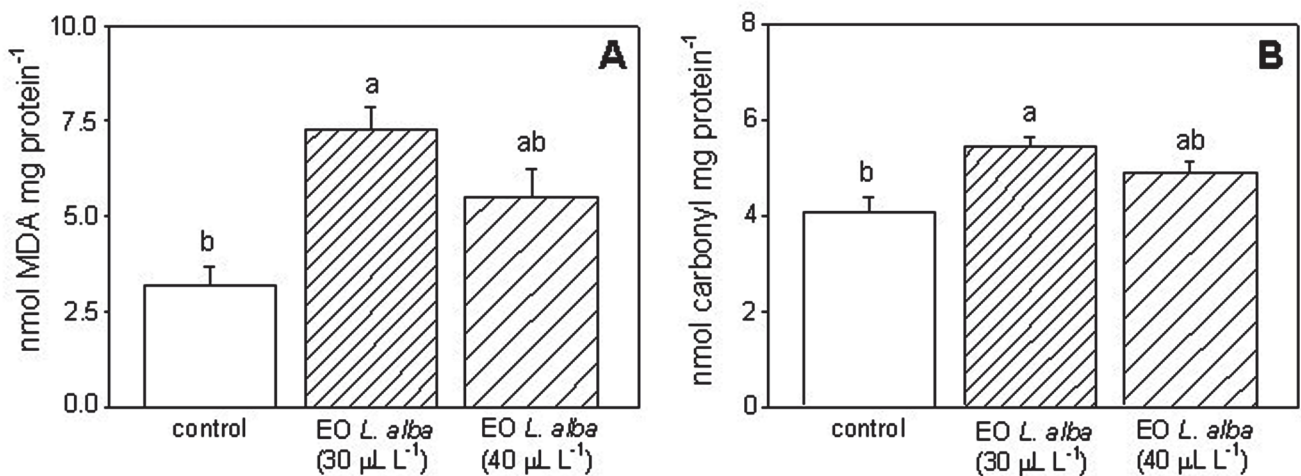 A
nmol MDA mg protein⁻¹
10.0
7.5
5.0
2.5
0.0
b
a
ab
control
EO L. alba
(30 µL L⁻¹)
EO L. alba
(40 µL L⁻¹)
B
nmol carbonyl mg protein⁻¹
8
6
4
2
0
b
a
ab
control
EO L. alba
(30 µL L⁻¹)
EO L. alba
(40 µL L⁻¹)